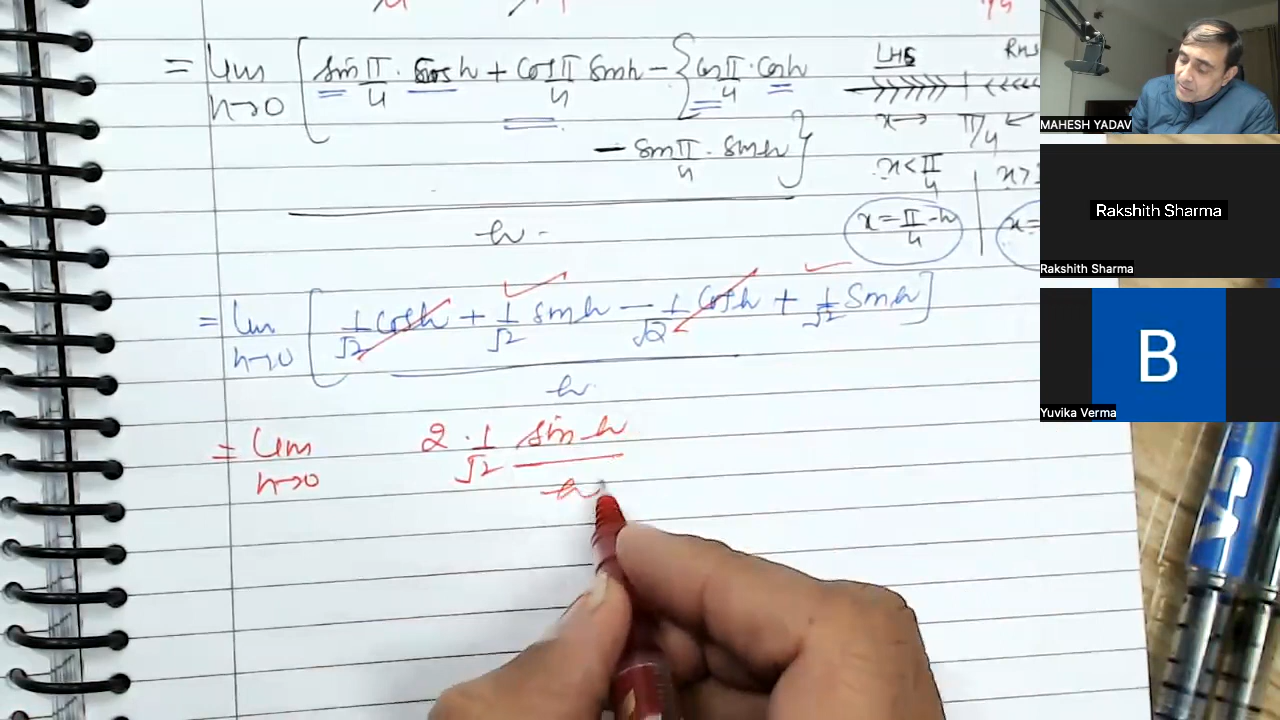 = lim h→0 [ sin π/4 . cos h + cos π/4 sin h − { cos π/4 . cos h
− sin π/4 . sin h } ]
h
LHS RHS
x→ π/4 ←
x < π/4 x >
x = π/4 − h x =
= lim h→0 [ 1/√2 cos h + 1/√2 sin h − 1/√2 cos h + 1/√2 sin h ]
h
= lim h→0 2 . 1/√2 sin h
h
MAHESH YADAV
Rakshith Sharma
Rakshith Sharma
B
Yuvika Verma